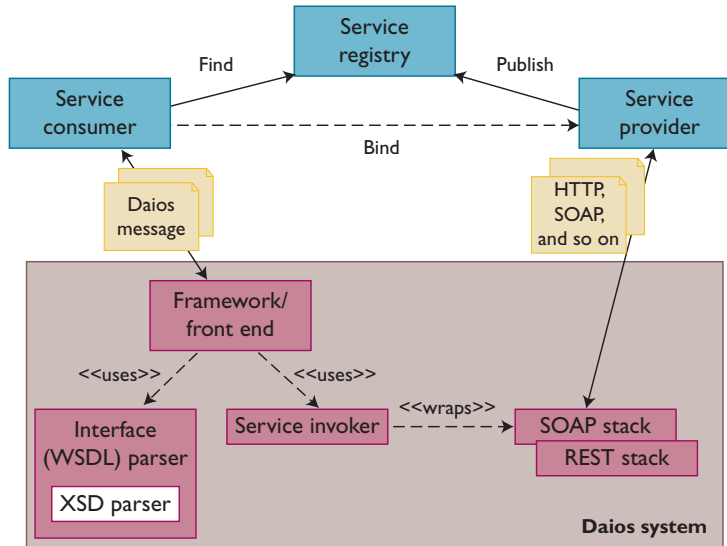 Service
registry
Find
Publish
Service
consumer
Service
provider
Bind
Daios
message
HTTP,
SOAP,
and so on
Framework/
front end
<<uses>>
<<uses>>
<<wraps>>
Interface
(WSDL) parser
XSD parser
Service invoker
SOAP stack
REST stack
Daios system